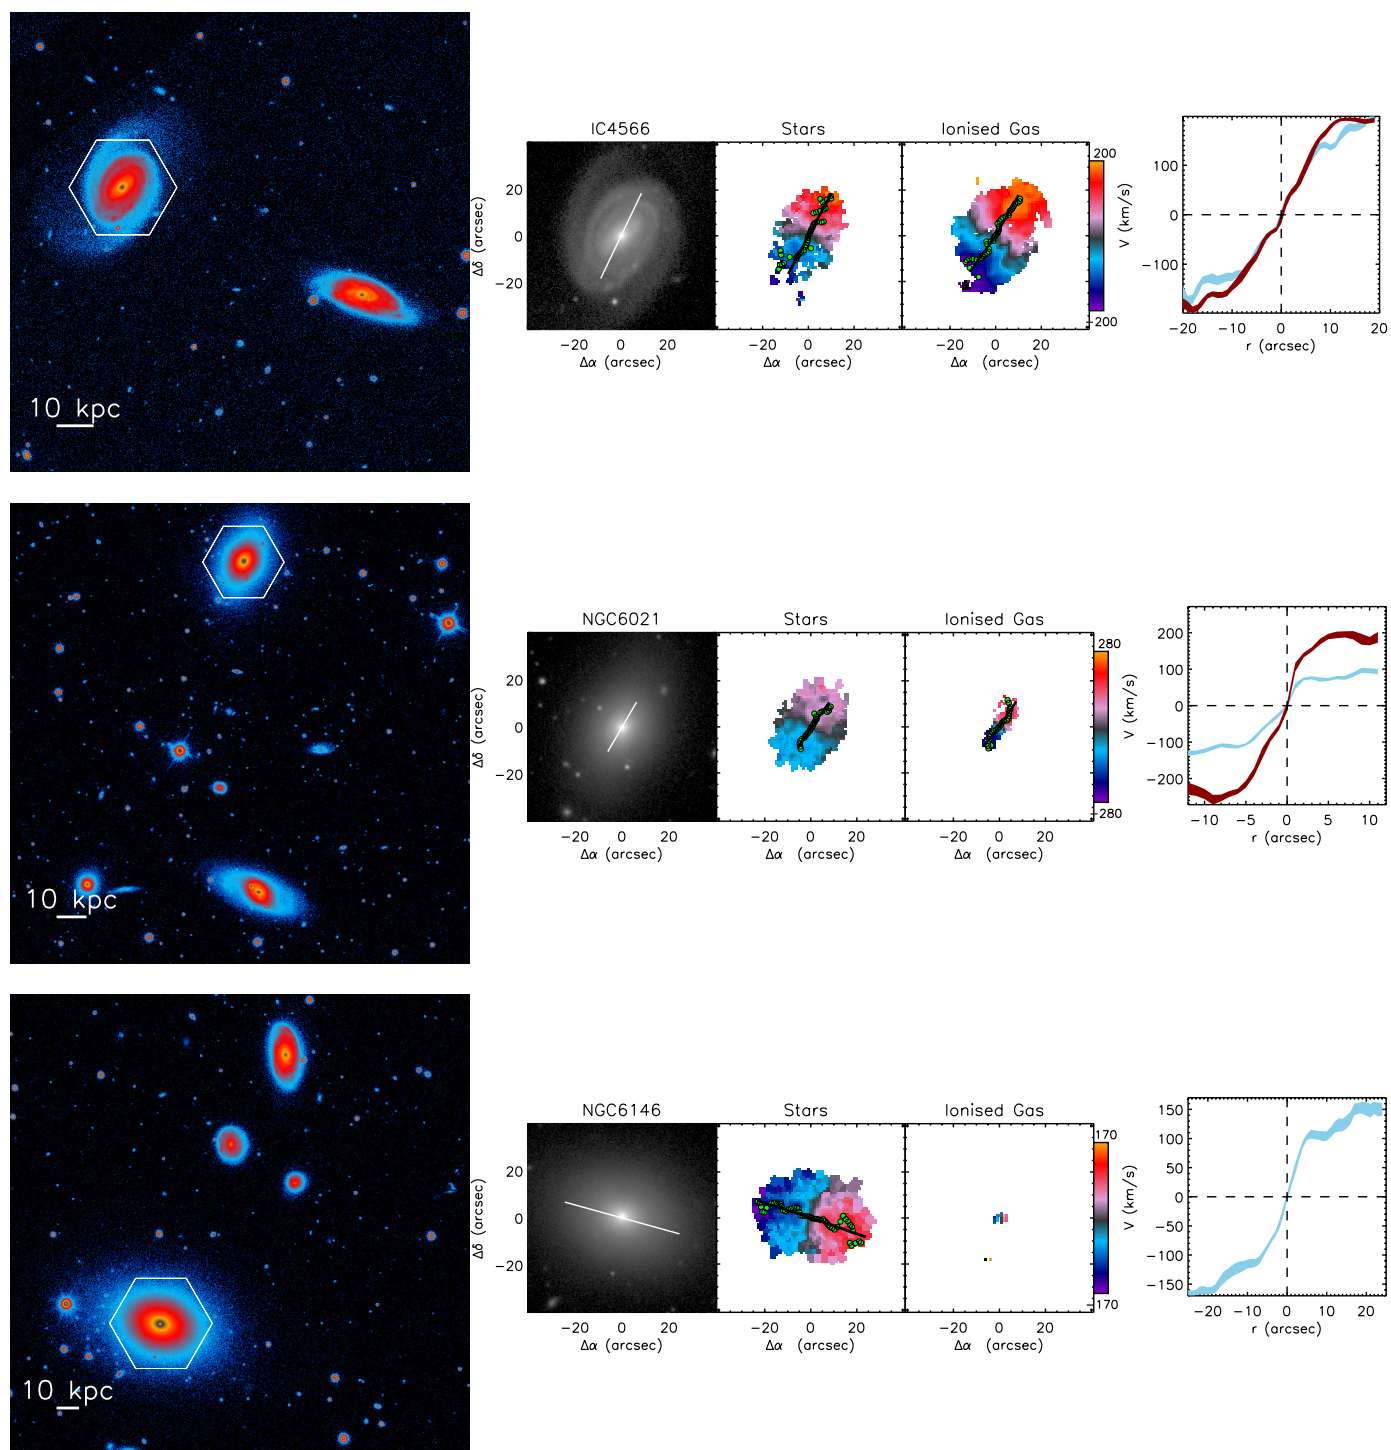 IC4566 Stars Ionised Gas
200
V (km/s)
200
Δδ (arcsec)
20
0
−20
−20 0 20
Δα (arcsec)
−20 0 20
Δα (arcsec)
−20 0 20
Δα (arcsec)
100
0
−100
−20 −10 0 10 20
r (arcsec)
10 kpc
NGC6021 Stars Ionised Gas
280
V (km/s)
−280
Δδ (arcsec)
20
0
−20
−20 0 20
Δα (arcsec)
−20 0 20
Δα (arcsec)
−20 0 20 40
Δα (arcsec)
V (km/s)
200
100
0
−100
−200
−10 −5 0 5 10
r (arcsec)
10 kpc
NGC6146 Stars Ionised Gas
170
V (km/s)
−170
Δδ (arcsec)
20
0
−20
−20 0 20
Δα (arcsec)
−20 0 20
Δα (arcsec)
−20 0 20 40
Δα (arcsec)
V (km/s)
150
100
50
0
−50
−100
−150
−20 −10 0 10 20
r (arcsec)
10 kpc